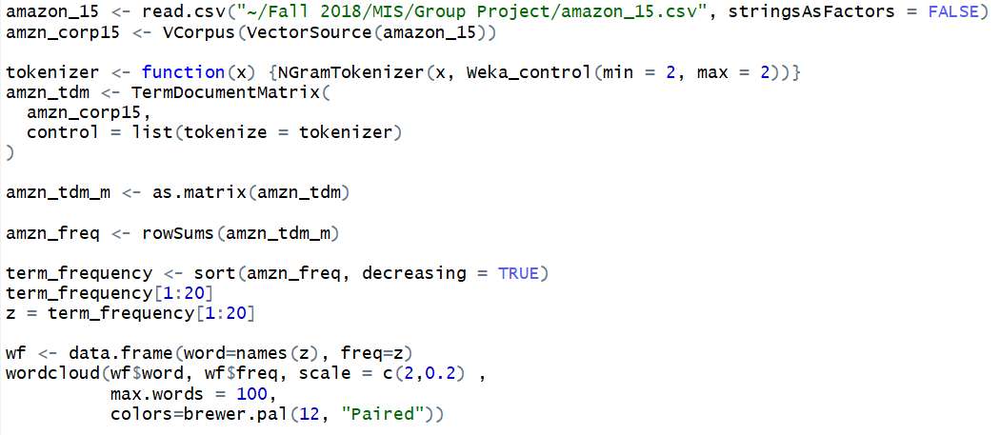 amazon_15 <- read.csv("~/Fall 2018/MIS/Group Project/amazon_15.csv", stringsAsFactors = FALSE)
amzn_corp15 <- VCorpus(VectorSource(amazon_15))
tokenizer <- function(x) {NGramTokenizer(x, Weka_control(min = 2, max = 2))}
amzn_tdm <- TermDocumentMatrix(
amzn_corp15,
control = list(tokenize = tokenizer)
)
amzn_tdm_m <- as.matrix(amzn_tdm)
amzn_freq <- rowSums(amzn_tdm_m)
term_frequency <- sort(amzn_freq, decreasing = TRUE)
term_frequency[1:20]
z = term_frequency[1:20]
wf <- data.frame(word=names(z), freq=z)
wordcloud(wf$word, wf$freq, scale = c(2,0.2) ,
max.words = 100,
colors=brewer.pal(12, "Paired"))